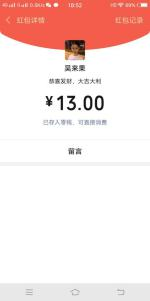 18:52
红包详情
红包记录
吴来栗
恭喜发财，大吉大利
¥13.00
已存入零钱，可直接消费
留言